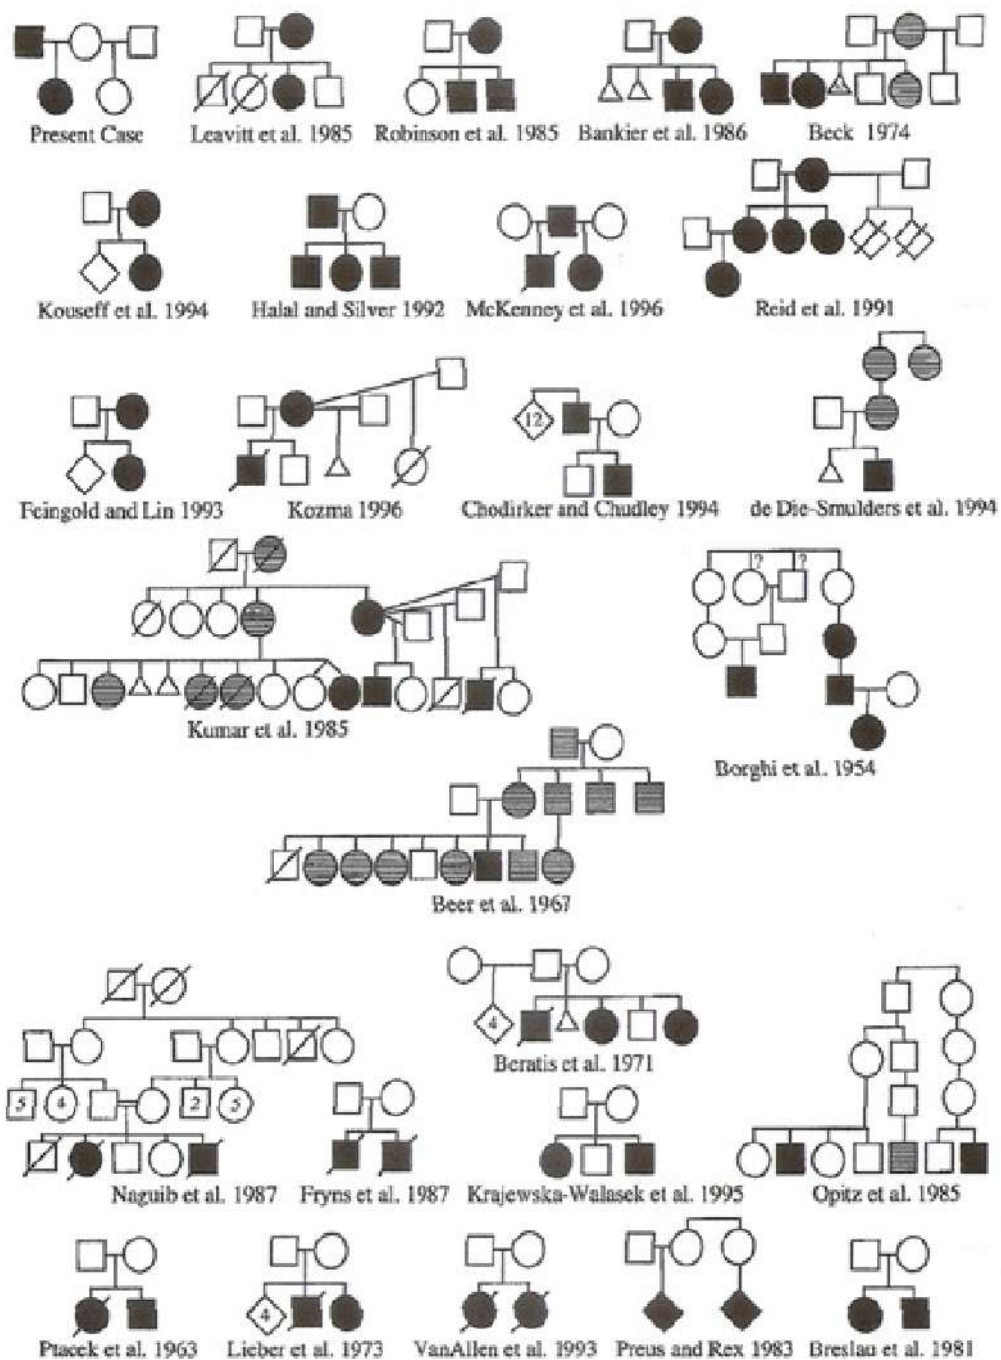 Present Case
Leavitt et al. 1985
Robinson et al. 1985
Bankier et al. 1986
Beck 1974
Kouseff et al. 1994
Halal and Silver 1992
McKenney et al. 1996
Reid et al. 1991
12
Feingold and Lin 1993
Kozma 1996
Chodirker and Chudley 1994
de Die-Smulders et al. 1994
? ?
Kumar et al. 1985
Borghi et al. 1954
Beer et al. 1967
4
Beratis et al. 1971
5 4 2 5
Naguib et al. 1987
Fryns et al. 1987
Krajewska-Walasek et al. 1995
Opitz et al. 1985
4
Ptacek et al. 1963
Lieber et al. 1973
VanAllen et al. 1993
Preus and Rex 1983
Breslau et al. 1981